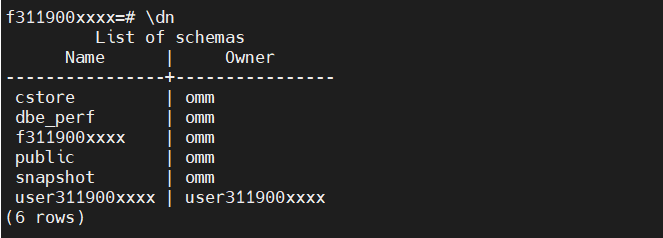 f311900xxxx=# \dn
List of schemas
Name | Owner
----------------+----------------
cstore | omm
dbe_perf | omm
f311900xxxx | omm
public | omm
snapshot | omm
user311900xxxx | user311900xxxx
(6 rows)